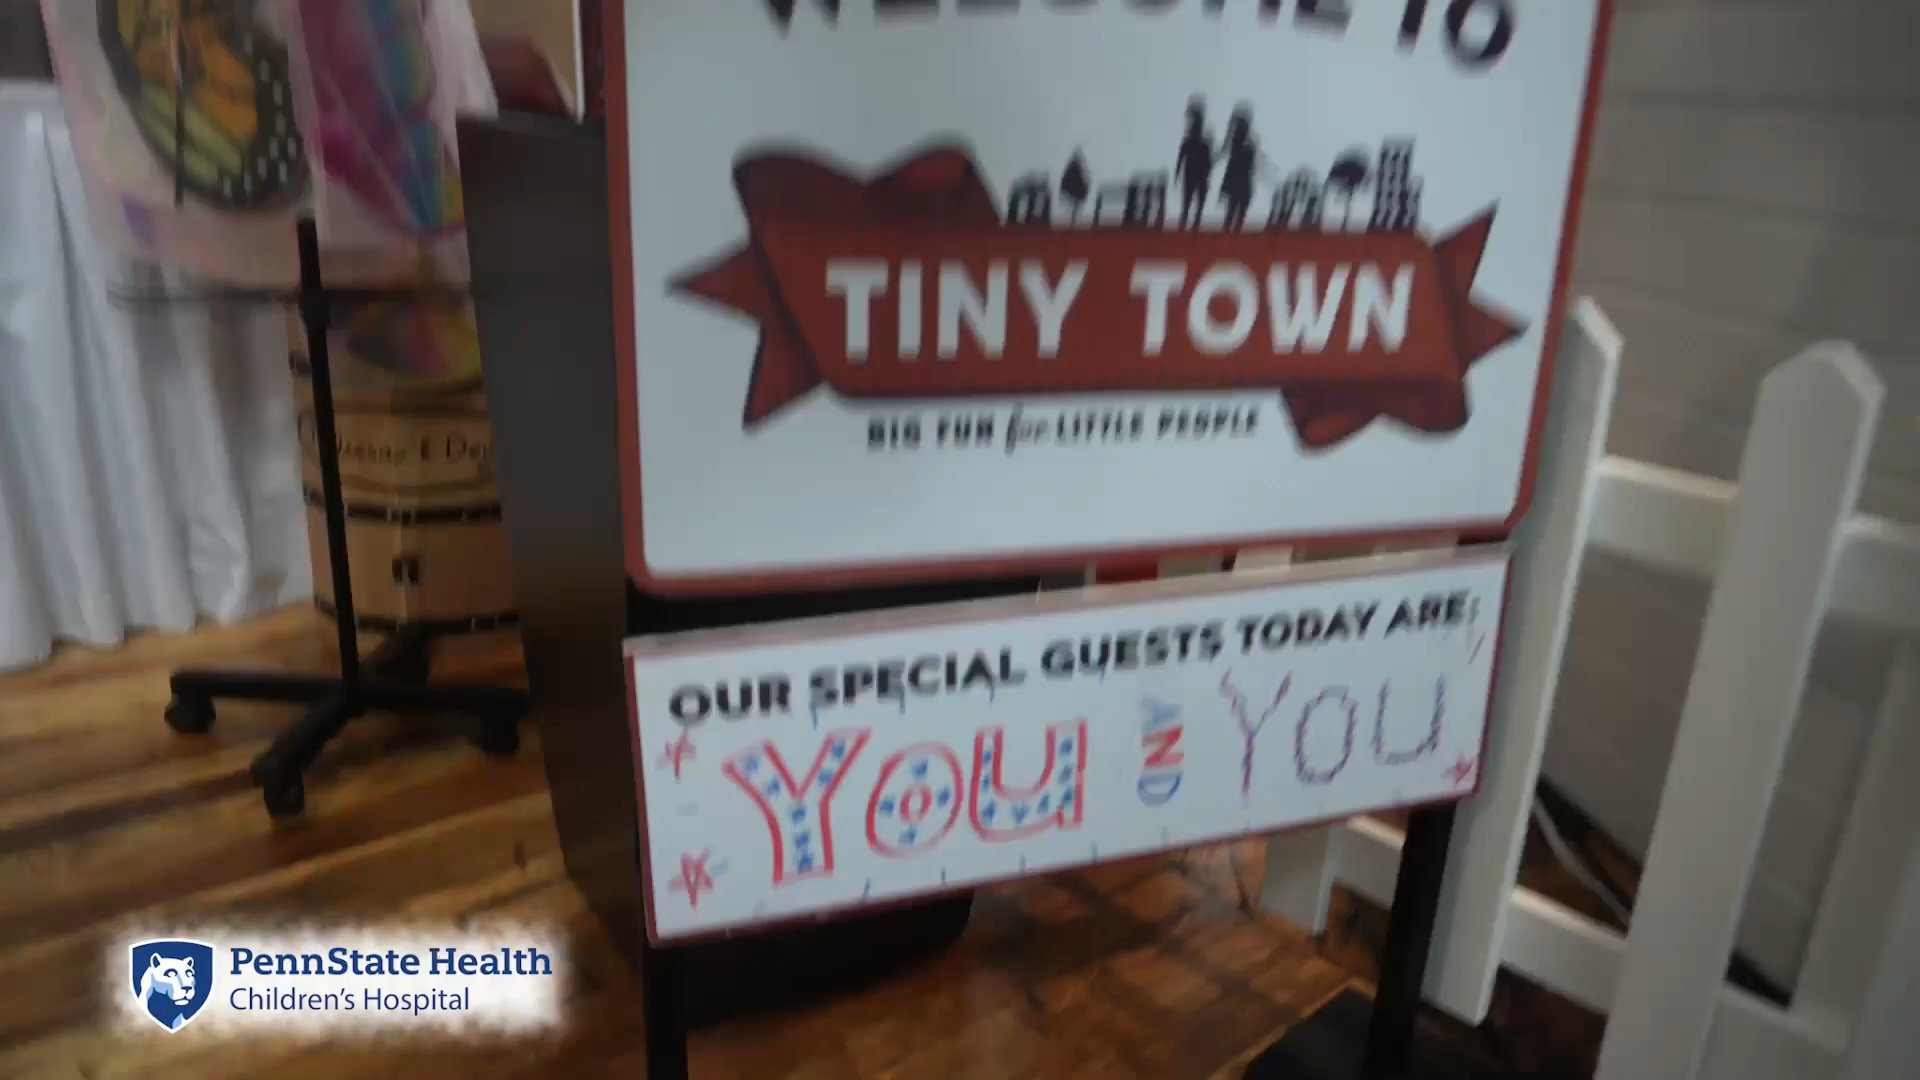 WELCOME TO
TINY TOWN
BIG FUN for LITTLE PEOPLE
OUR SPECIAL GUESTS TODAY ARE:
YOU AND YOU
PennState Health
Children's Hospital